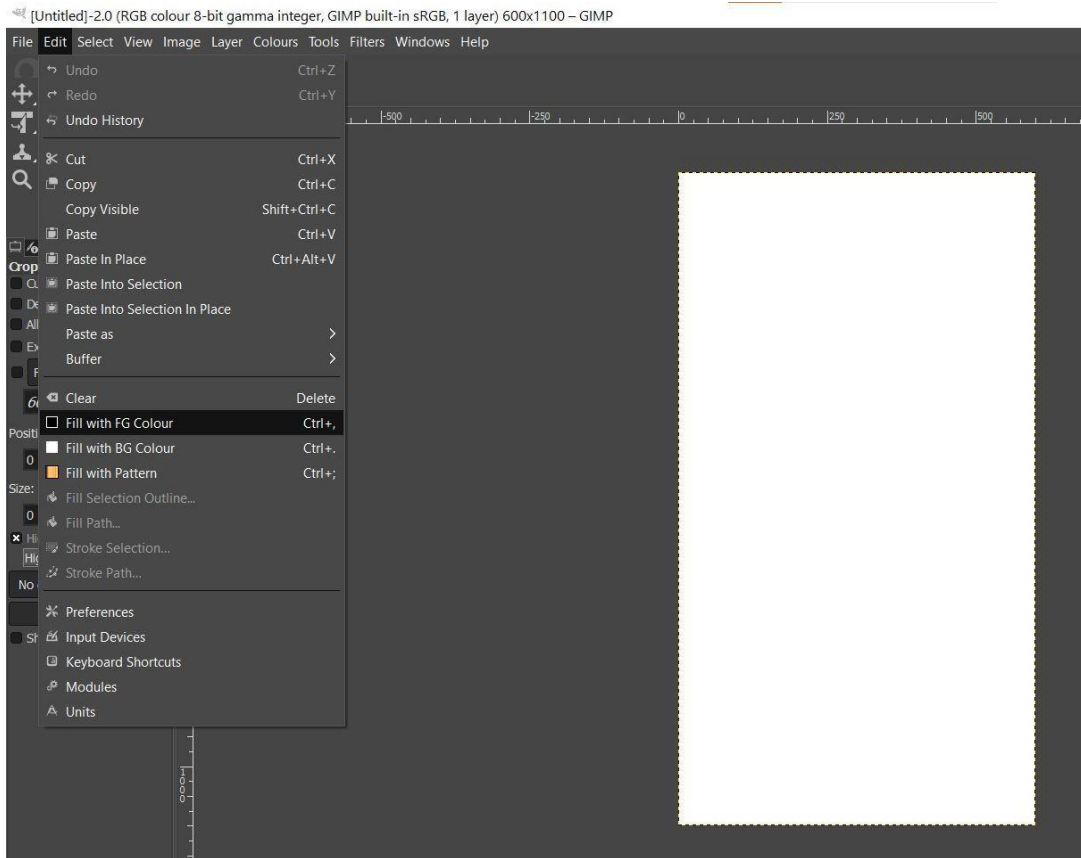 [Untitled]-2.0 (RGB colour 8-bit gamma integer, GIMP built-in sRGB, 1 layer) 600x1100 – GIMP
File Edit Select View Image Layer Colours Tools Filters Windows Help
Undo Ctrl+Z
Redo Ctrl+Y
Undo History
Cut Ctrl+X
Copy Ctrl+C
Copy Visible Shift+Ctrl+C
Paste Ctrl+V
Paste In Place Ctrl+Alt+V
Paste Into Selection
Paste Into Selection In Place
Paste as
Buffer
Clear Delete
Fill with FG Colour Ctrl+,
Fill with BG Colour Ctrl+.
Fill with Pattern Ctrl+;
Fill Selection Outline...
Fill Path...
Stroke Selection...
Stroke Path...
Preferences
Input Devices
Keyboard Shortcuts
Modules
Units
Crop
Positi
0
Size:
0
No
-500 -250 0 250 500
1000